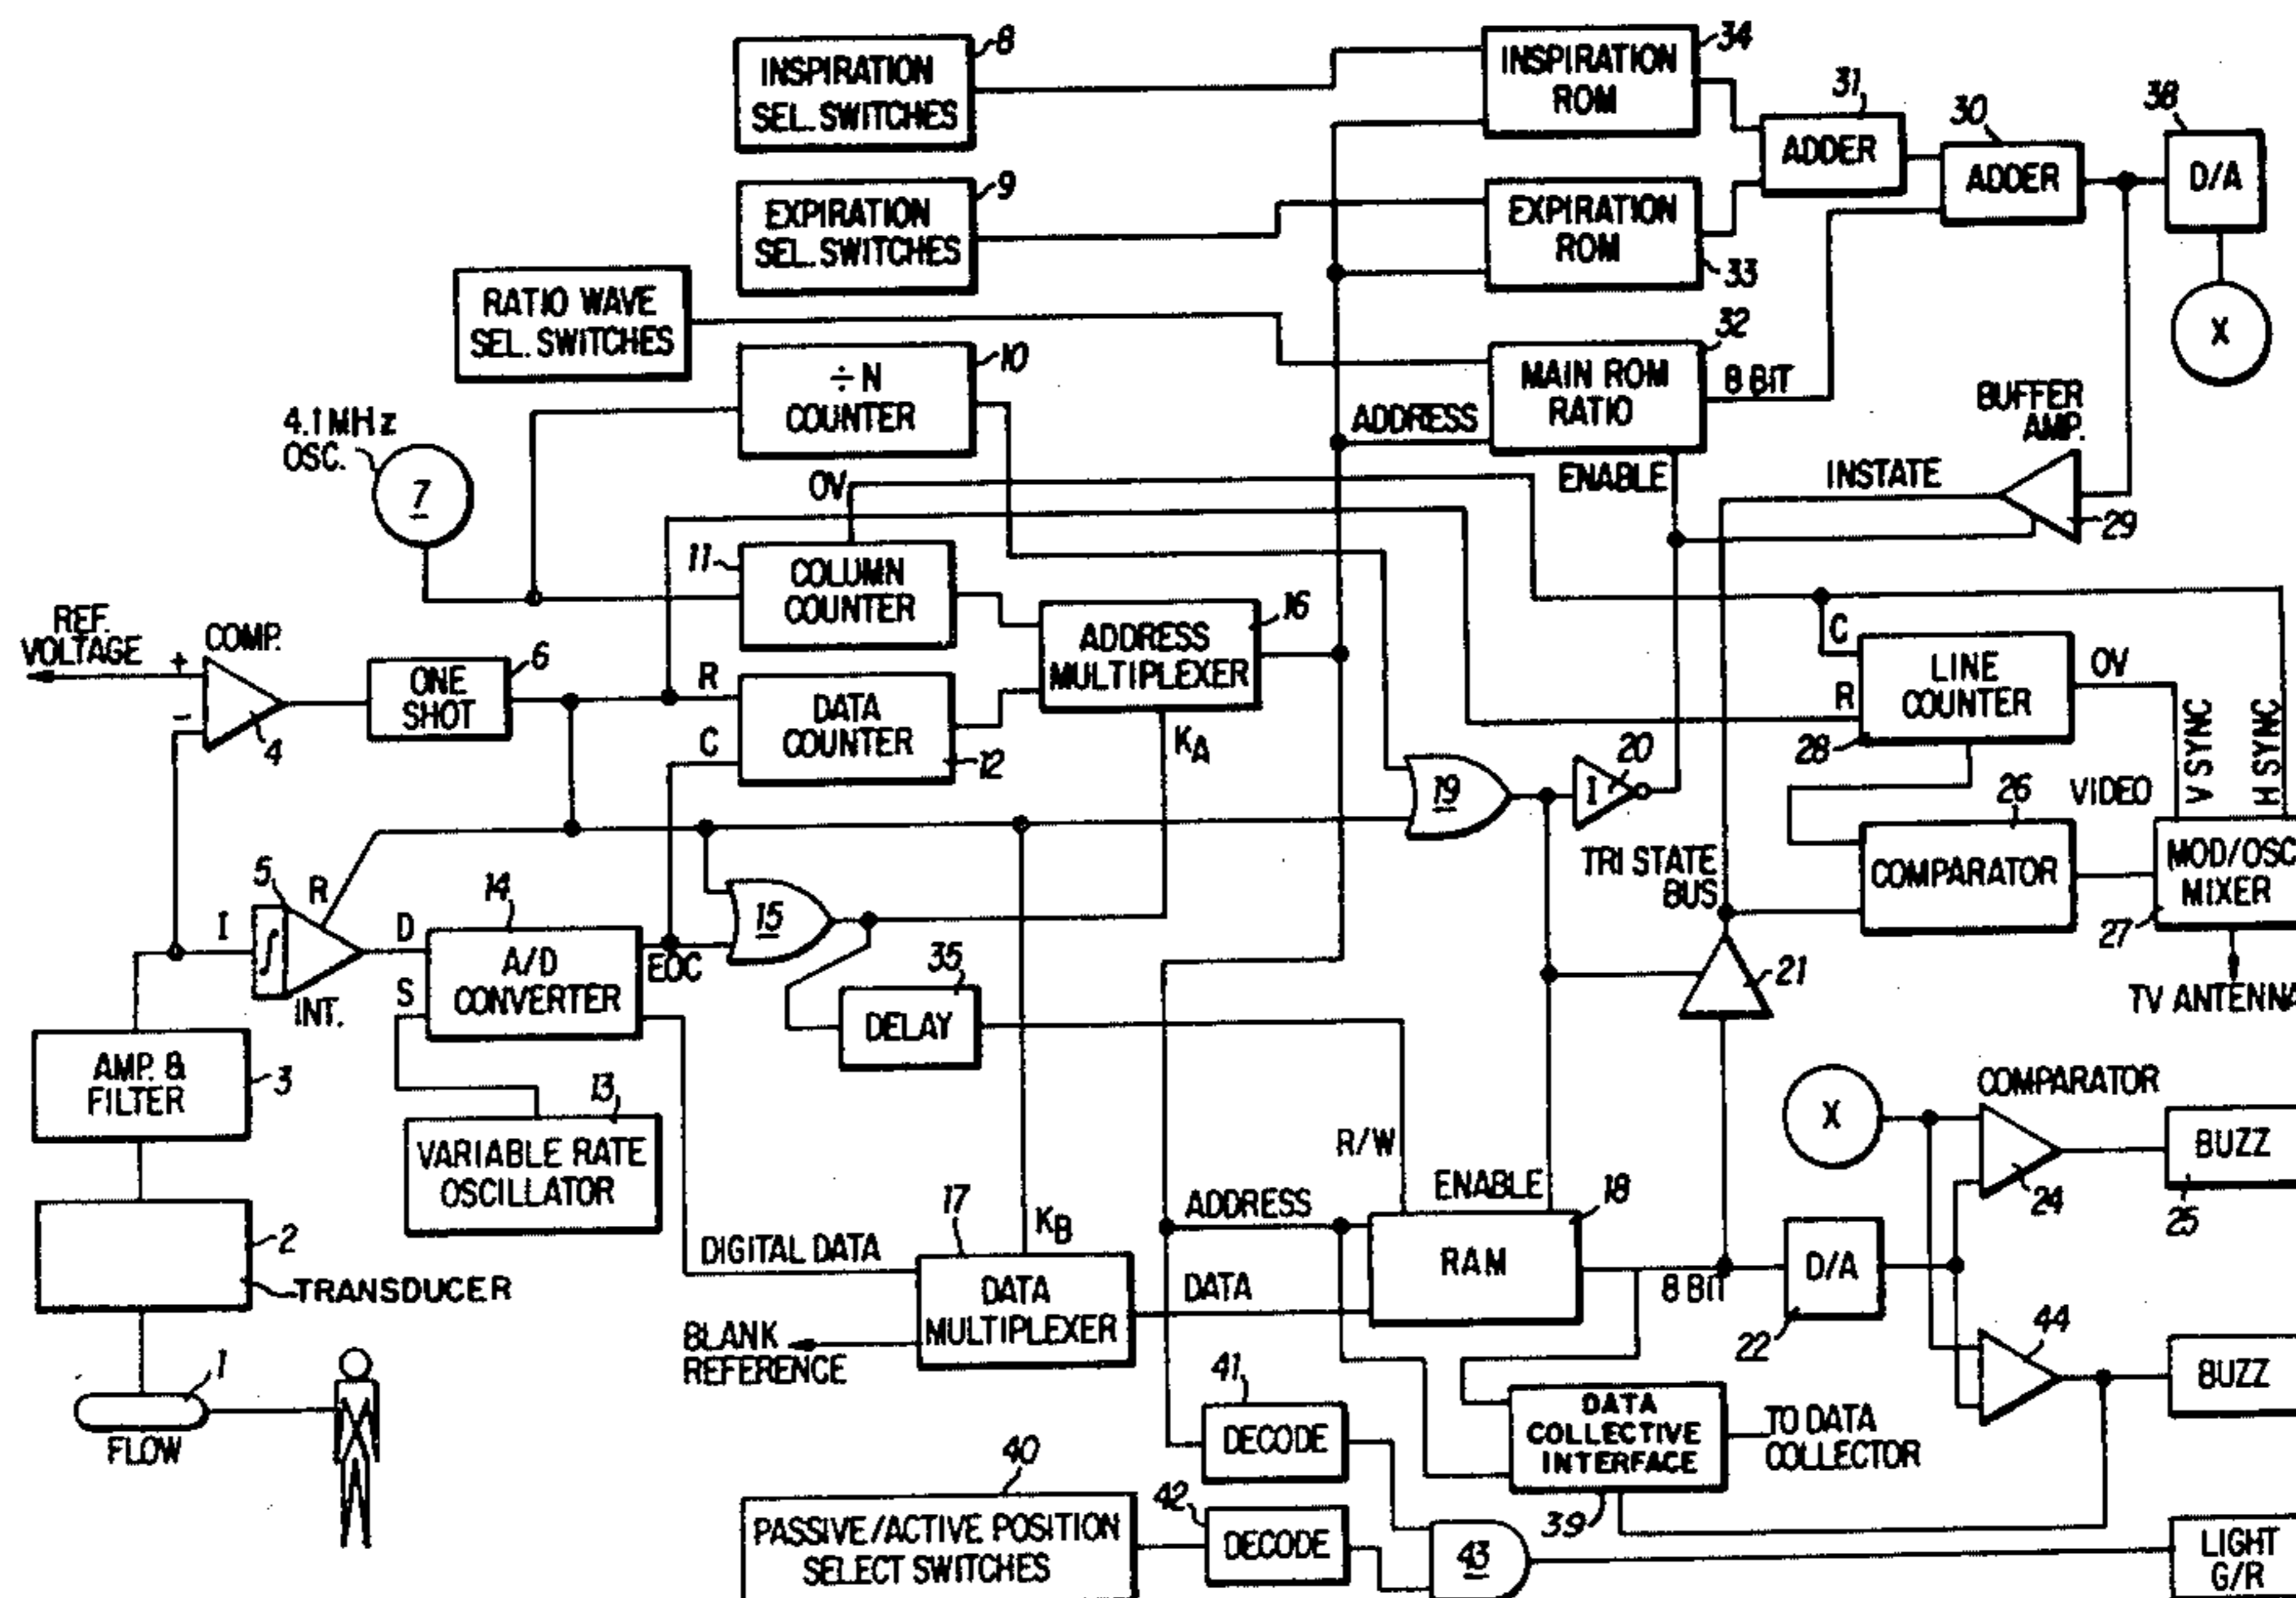 INSPIRATION
SEL. SWITCHES
8
INSPIRATION
ROM
34
ADDER
31
ADDER
30
D/A
38
X
EXPIRATION
SEL. SWITCHES
9
EXPIRATION
ROM
33
RATIO WAVE
SEL. SWITCHES
÷N
COUNTER
10
MAIN ROM
RATIO
32
8 BIT
ADDRESS
ENABLE
BUFFER
AMP.
INSTATE
29
4.1MHz
OSC.
7
OV
11
COLUMN
COUNTER
ADDRESS
MULTIPLEXER
16
REF.
VOLTAGE
+
-
COMP.
4
ONE
SHOT
6
R
C
DATA
COUNTER
12
KA
C
R
LINE
COUNTER
28
OV
V SYNC
H SYNC
19
I
20
TRI STATE
BUS
21
26
VIDEO
COMPARATOR
MOD/OSC
MIXER
27
TV ANTENNA
5
R
I
INT.
D
S
14
A/D
CONVERTER
EOC
15
35
DELAY
AMP. &
FILTER
3
13
VARIABLE RATE
OSCILLATOR
2
TRANSDUCER
1
FLOW
DIGITAL DATA
17
KB
DATA
MULTIPLEXER
BLANK
REFERENCE
ADDRESS
DATA
R/W
ENABLE
18
RAM
8 BIT
D/A
22
X
COMPARATOR
24
BUZZ
25
44
BUZZ
41
DECODE
DATA
COLLECTIVE
INTERFACE
39
TO DATA
COLLECTOR
40
PASSIVE/ACTIVE POSITION
SELECT SWITCHES
42
DECODE
43
LIGHT
G/R